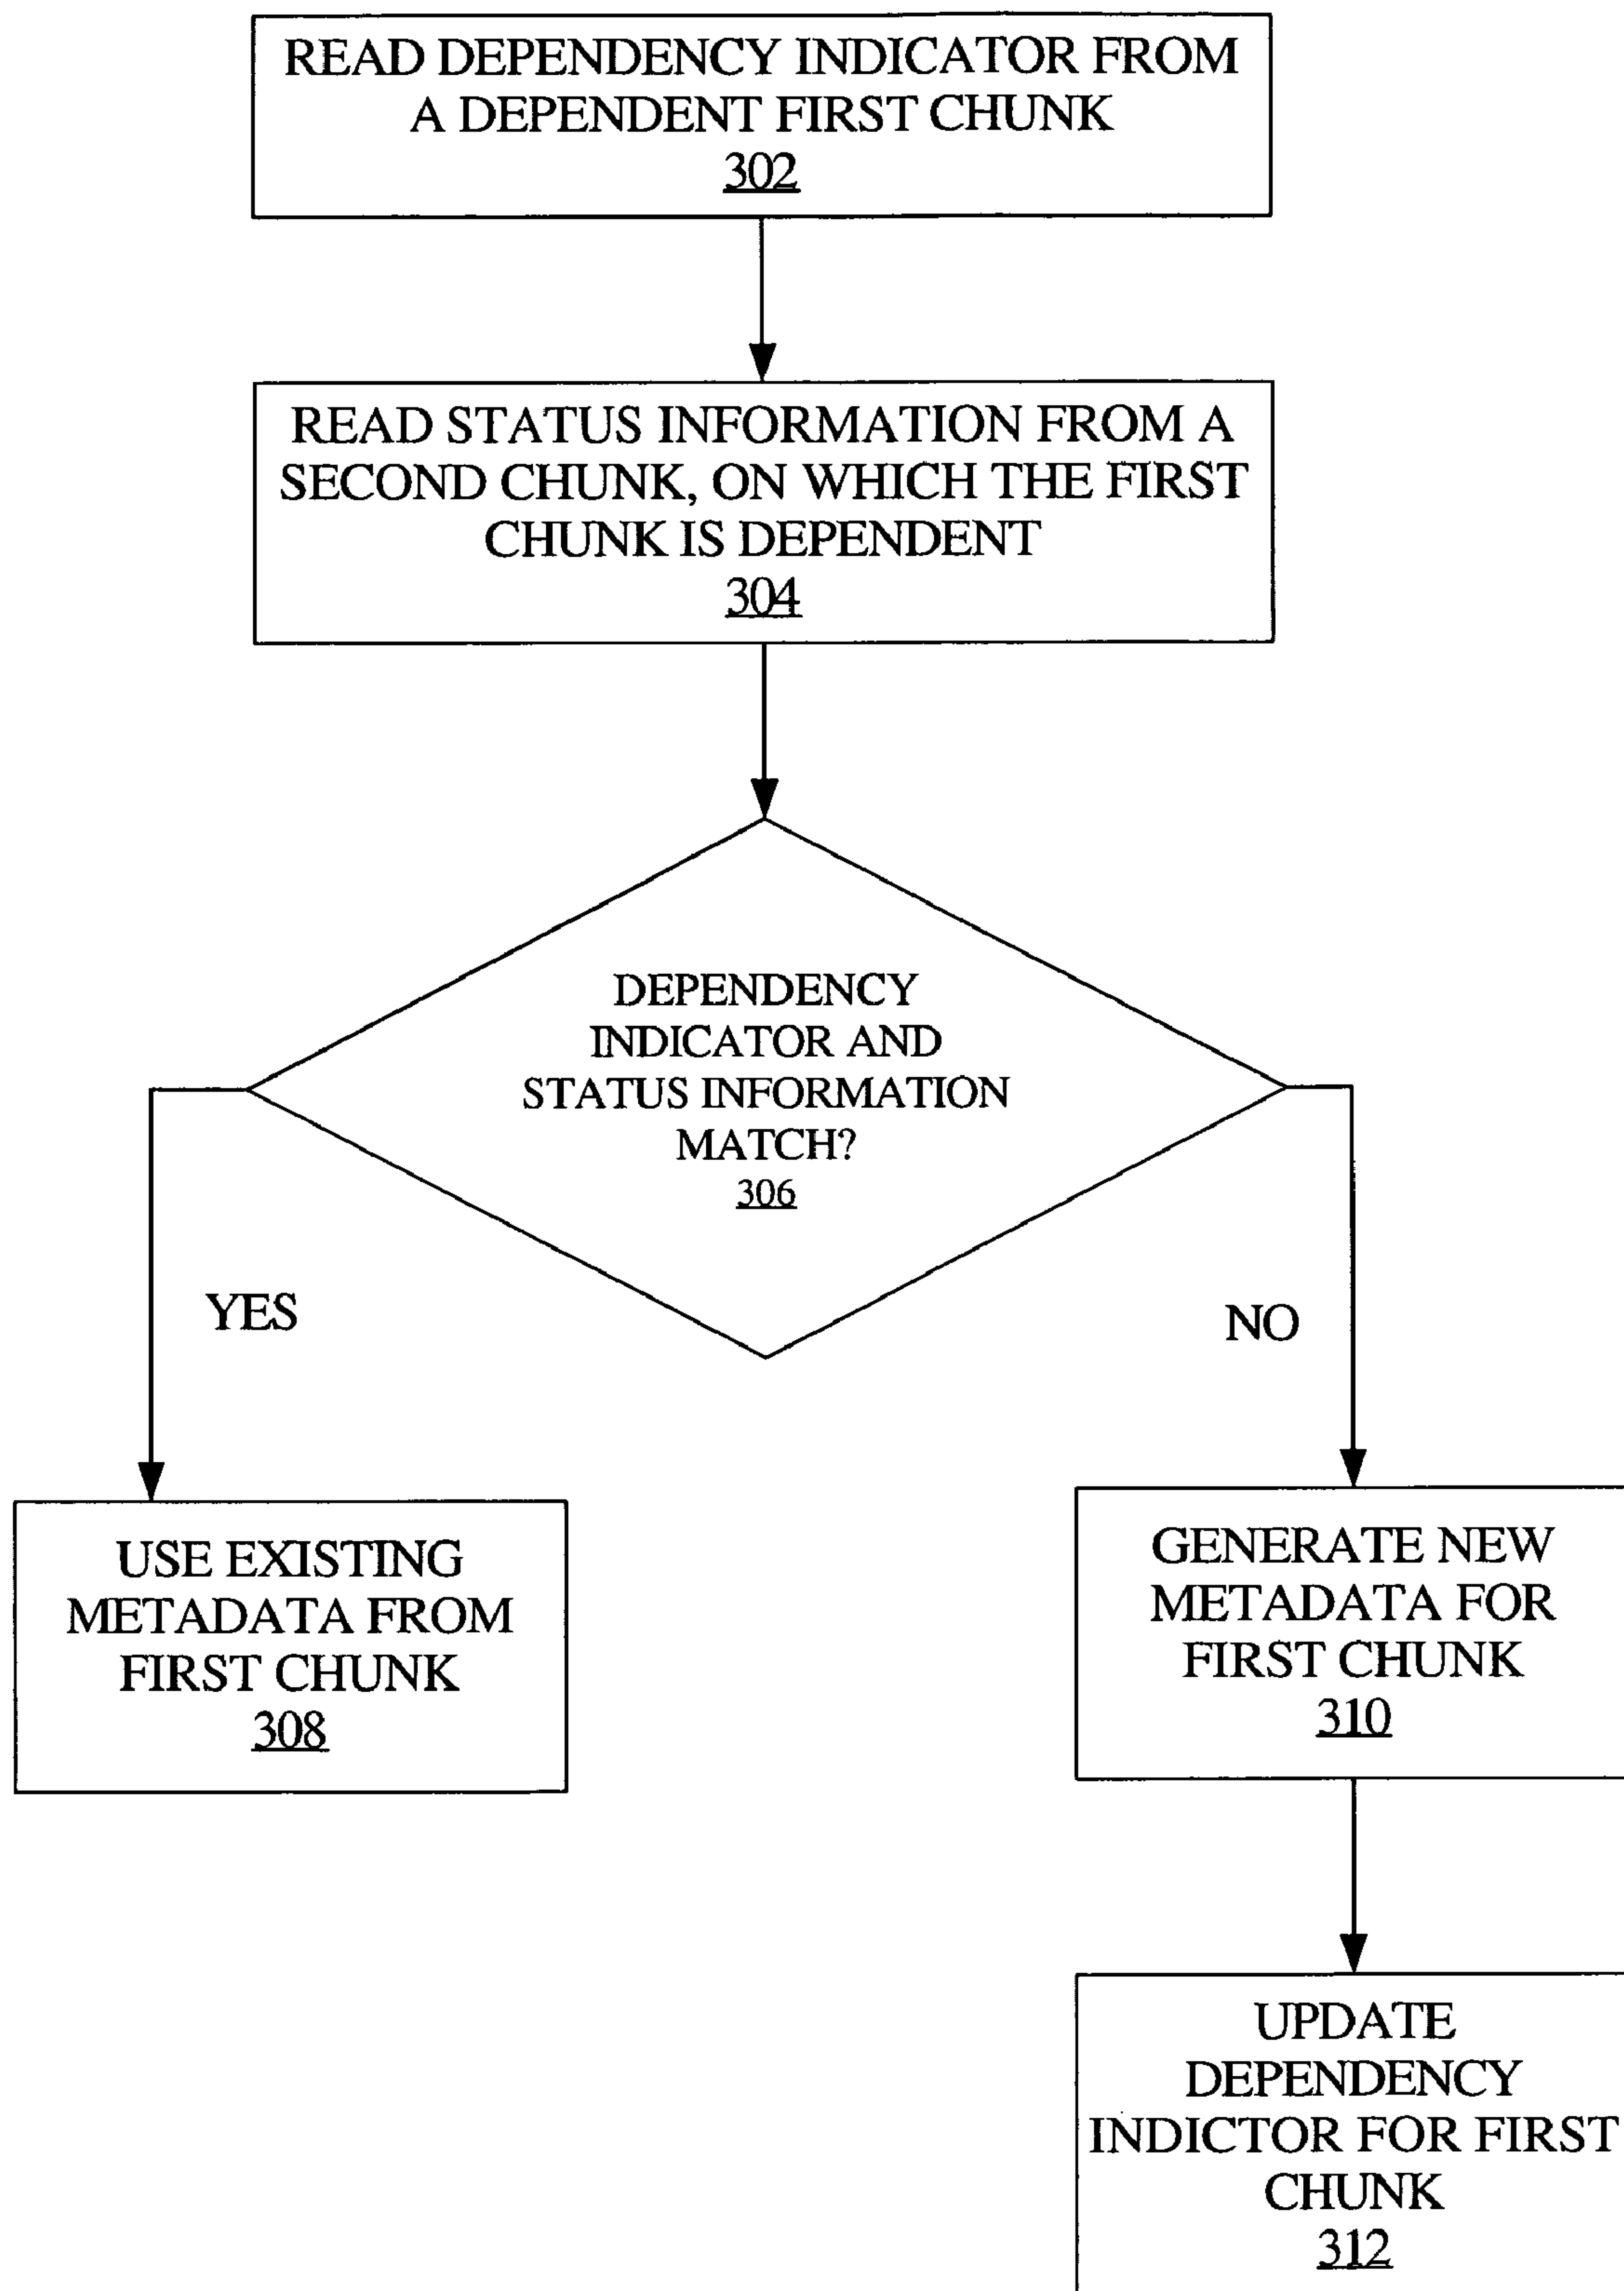 READ DEPENDENCY INDICATOR FROM
A DEPENDENT FIRST CHUNK
302
READ STATUS INFORMATION FROM A
SECOND CHUNK, ON WHICH THE FIRST
CHUNK IS DEPENDENT
304
DEPENDENCY
INDICATOR AND
STATUS INFORMATION
MATCH?
306
YES
NO
USE EXISTING
METADATA FROM
FIRST CHUNK
308
GENERATE NEW
METADATA FOR
FIRST CHUNK
310
UPDATE
DEPENDENCY
INDICTOR FOR FIRST
CHUNK
312